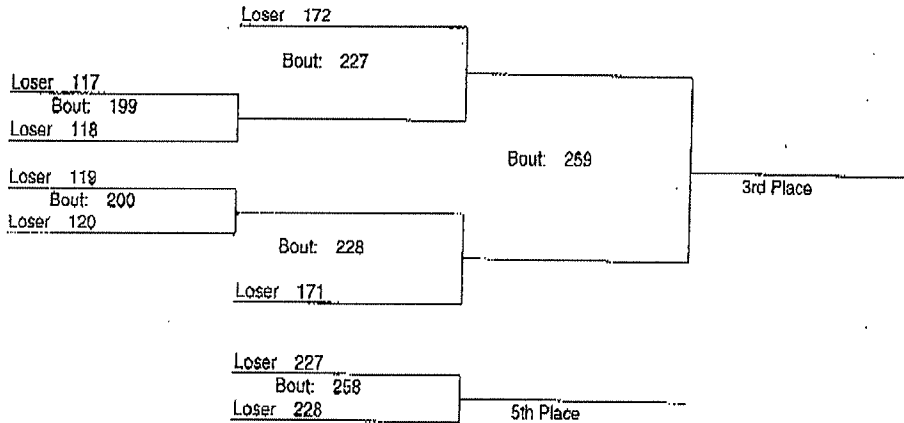 Loser 172
Bout: 227
Loser 117
Bout: 199
Loser 118
Bout: 259
Loser 119
Bout: 200
Loser 120
3rd Place
Bout: 228
Loser 171
Loser 227
Bout: 258
Loser 228
5th Place